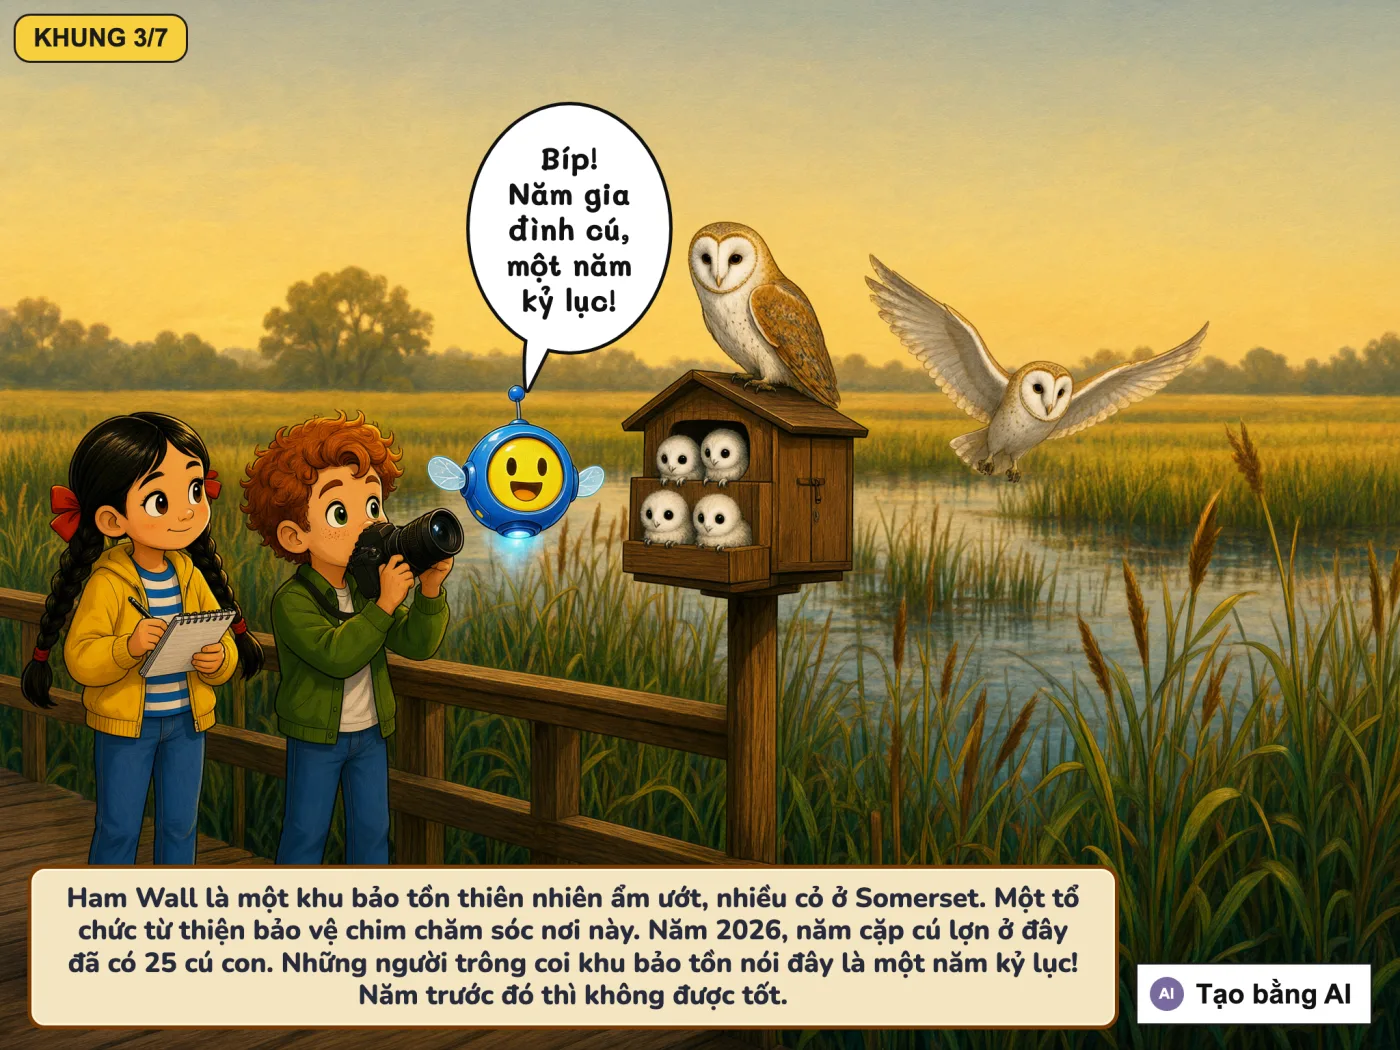 KHUNG 3/7
Bíp!
Năm gia
đình cú,
một năm
kỷ lục!
Ham Wall là một khu bảo tồn thiên nhiên ẩm ướt, nhiều cỏ ở Somerset. Một tổ
chức từ thiện bảo vệ chim chăm sóc nơi này. Năm 2026, năm cặp cú lợn ở đây
đã có 25 cú con. Những người trông coi khu bảo tồn nói đây là một năm kỷ lục!
Năm trước đó thì không được tốt.
AI Tạo bằng AI